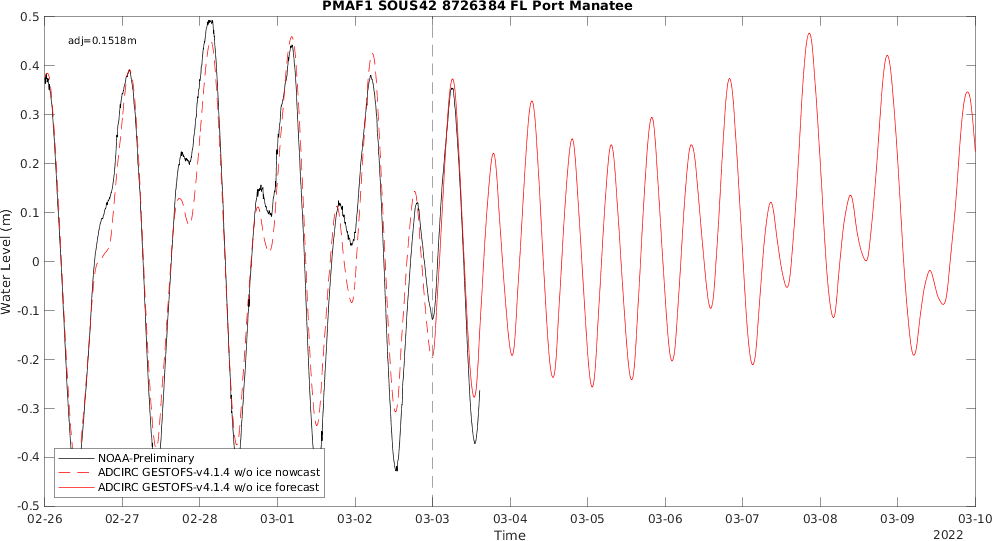 PMAF1 SOUS42 8726384 FL Port Manatee
adj=0.1518m
0.5
0.4
0.3
0.2
0.1
0
-0.1
-0.2
-0.3
-0.4
-0.5
Water Level (m)
NOAA-Preliminary
ADCIRC GESTOFS-v4.1.4 w/o ice nowcast
ADCIRC GESTOFS-v4.1.4 w/o ice forecast
02-26 02-27 02-28 03-01 03-02 03-03 03-04 03-05 03-06 03-07 03-08 03-09 03-10
Time
2022